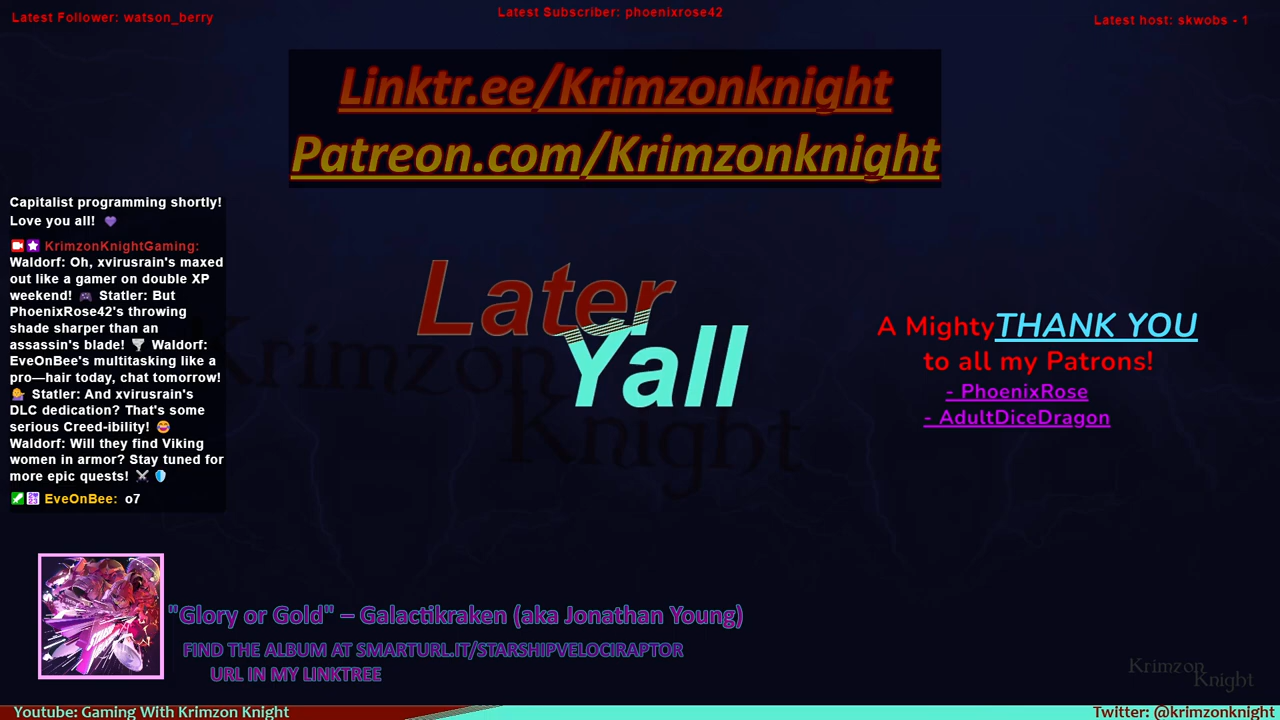 Latest Follower: watson_berry
Latest Subscriber: phoenixrose42
Latest host: skwobs - 1
Linktr.ee/Krimzonknight
Patreon.com/Krimzonknight
Capitalist programming shortly!
Love you all! 💜
KrimzonKnightGaming:
Waldorf: Oh, xvirusrain's maxed
out like a gamer on double XP
weekend! 🎮 Statler: But
PhoenixRose42's throwing
shade sharper than an
assassin's blade! 🌪️ Waldorf:
EveOnBee's multitasking like a
pro—hair today, chat tomorrow!
💇 Statler: And xvirusrain's
DLC dedication? That's some
serious Creed-ibility! 😂
Waldorf: Will they find Viking
women in armor? Stay tuned for
more epic quests! ⚔️ 🛡️
EveOnBee: o7
Later
Yall
Krimzon
Knight
A Mighty THANK YOU
to all my Patrons!
- PhoenixRose
- AdultDiceDragon
"Glory or Gold" – Galactikraken (aka Jonathan Young)
FIND THE ALBUM AT SMARTURL.IT/STARSHIPVELOCIRAPTOR
URL IN MY LINKTREE
Krimzon
Knight
Youtube: Gaming With Krimzon Knight
Twitter: @krimzonknight